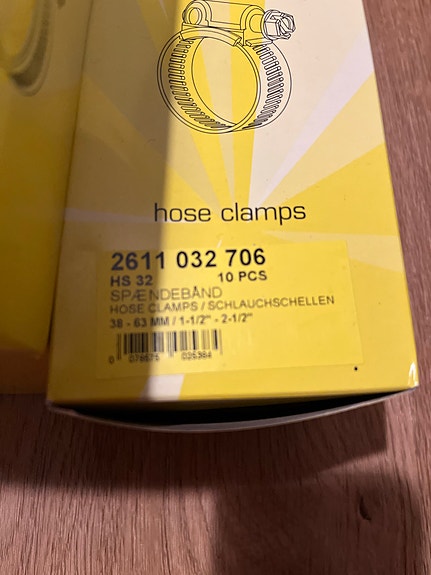 hose clamps
2611 032 706
HS 32 10 PCS
SPÆNDEBÅND
HOSE CLAMPS / SCHLAUCHSCHELLEN
38 - 63 MM / 1-1/2" - 2-1/2"